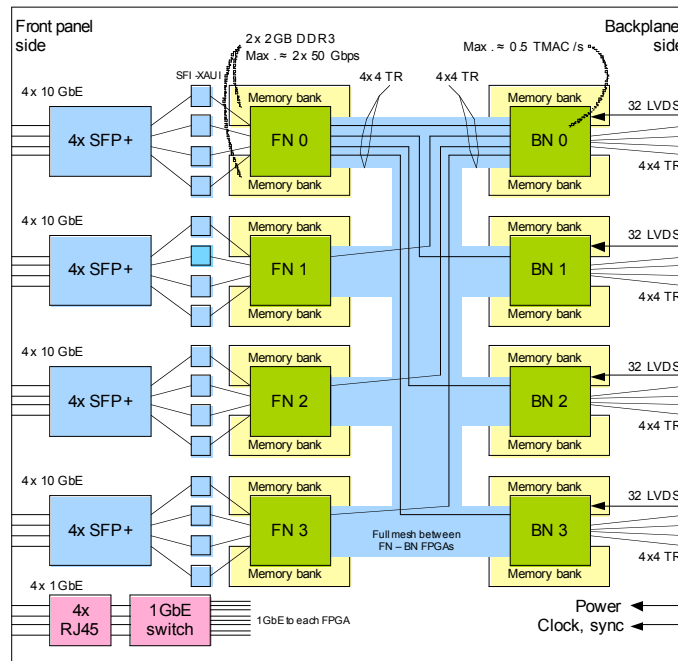 Front panel
side
2x 2GB DDR3
Max . ≈ 2x 50 Gbps
Max . ≈ 0.5 TMAC /s
Backplane
side
SFI -XAUI
4x4 TR
4x4 TR
4 x 10 GbE
4x SFP+
Memory bank
FN 0
Memory bank
Memory bank
BN 0
Memory bank
32 LVDS
4x4 TR
4x 10 GbE
4x SFP+
Memory bank
FN 1
Memory bank
Memory bank
BN 1
Memory bank
32 LVDS
4x4 TR
4x 10 GbE
4x SFP+
Memory bank
FN 2
Memory bank
Memory bank
BN 2
Memory bank
32 LVDS
4x4 TR
4x 10 GbE
4x SFP+
Memory bank
FN 3
Memory bank
Full mesh between
FN – BN FPGAs
Memory bank
BN 3
Memory bank
32 LVDS
4x4 TR
4 x 1 GbE
4x
RJ45
1GbE
switch
1GbE to each FPGA
Power
Clock, sync